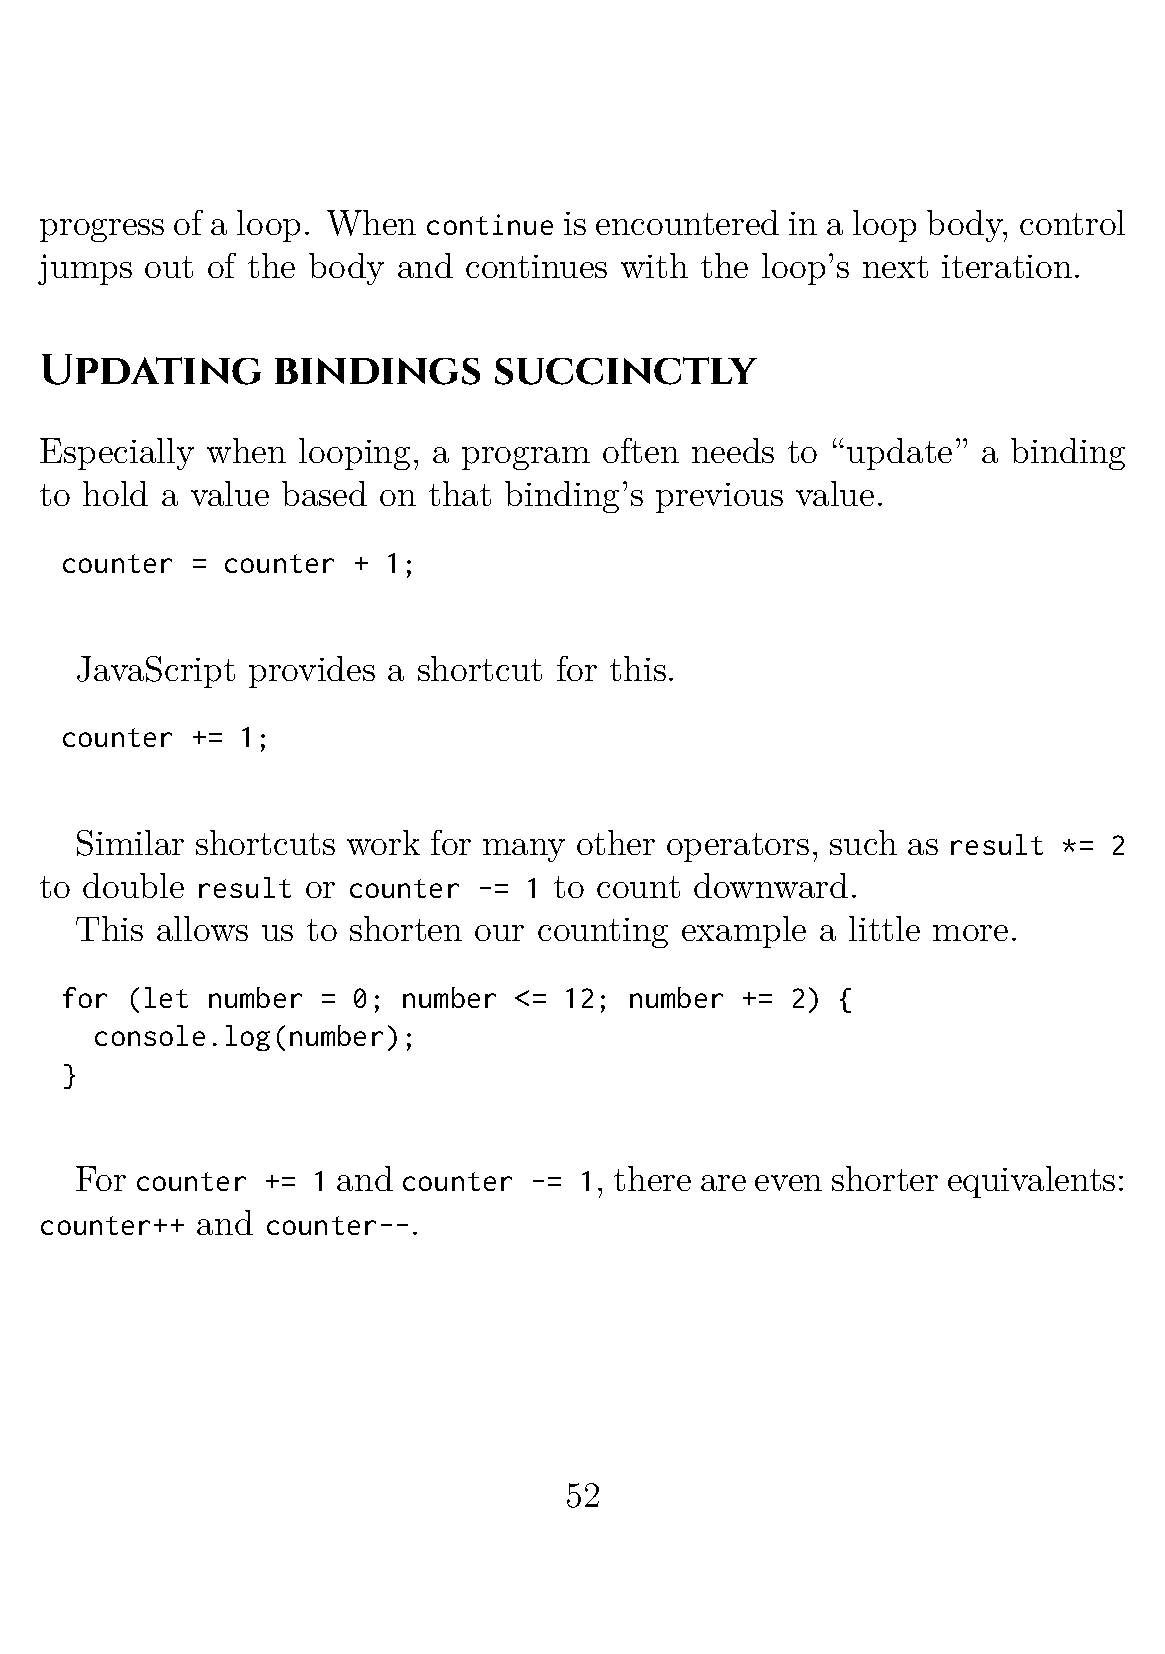 progress of a loop. When continue is encountered in a loop body, control
jumps out of the body and continues with the loop’s next iteration.
Updating bindings succinctly
Especially when looping, a program often needs to “update” a binding
to hold a value based on that binding’s previous value.
counter = counter + 1;
JavaScript provides a shortcut for this.
counter += 1;
Similar shortcuts work for many other operators, such as result *= 2
to double result or counter -= 1 to count downward.
This allows us to shorten our counting example a little more.
for (let number = 0; number <= 12; number += 2) {
  console.log(number);
}
For counter += 1 and counter -= 1, there are even shorter equivalents:
counter++ and counter--.
52